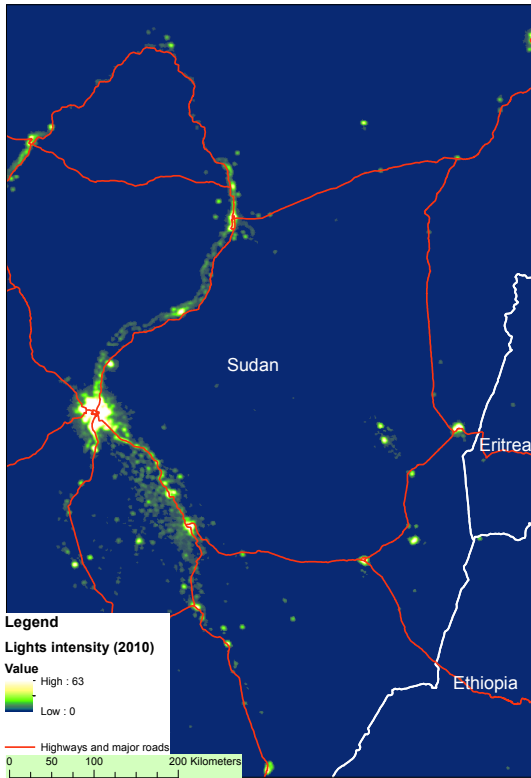 Sudan
Eritrea
Ethiopia
Legend
Lights intensity (2010)
Value
High : 63
Low : 0
Highways and major roads
0 50 100 200 Kilometers